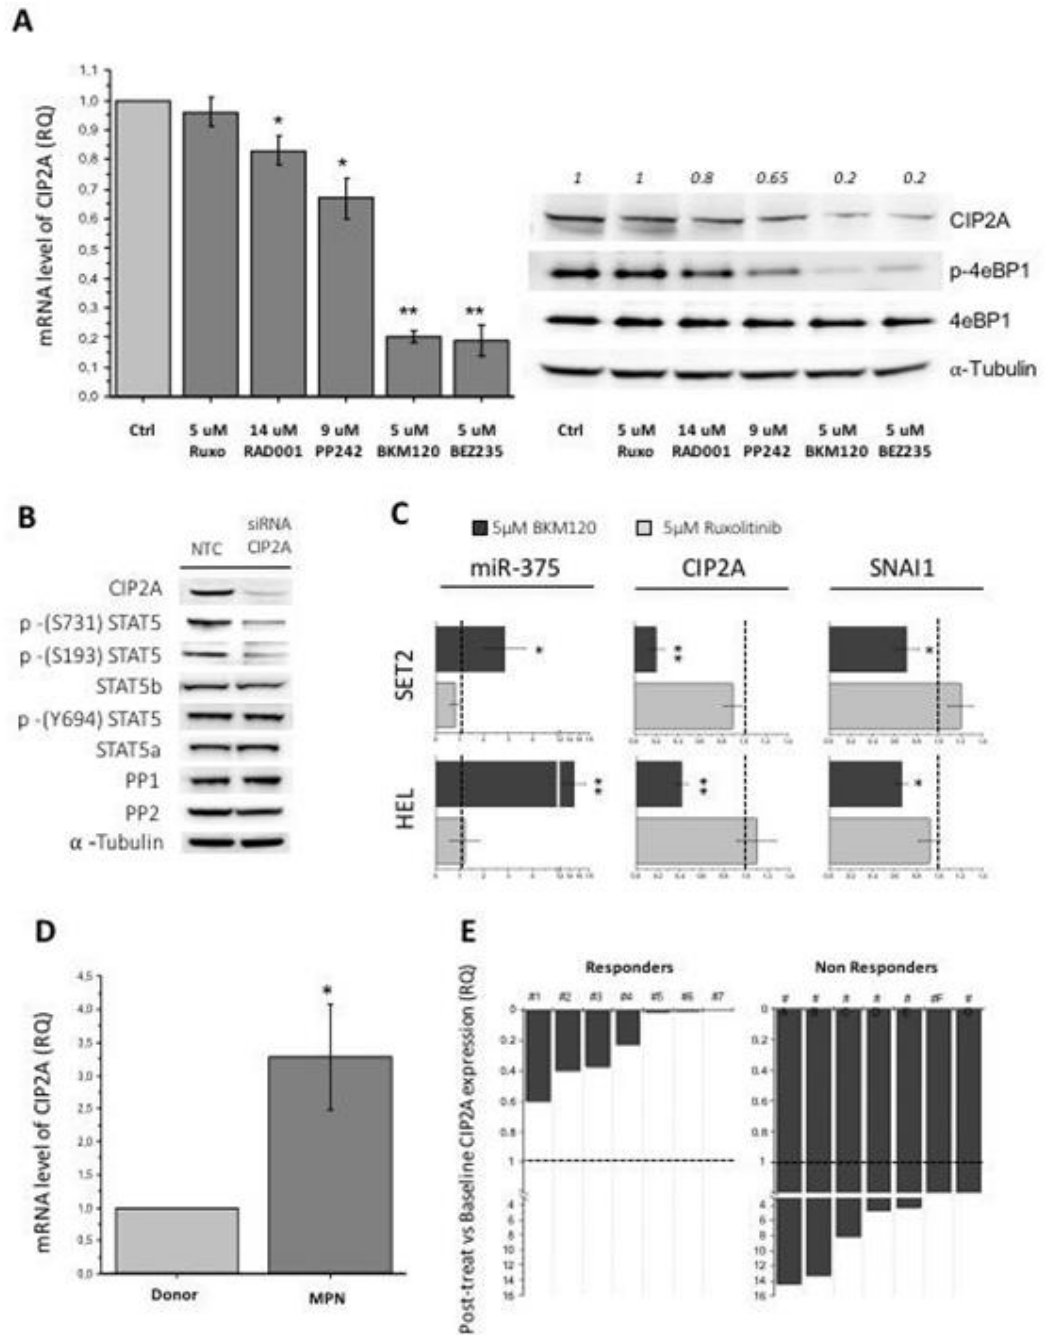 A
mRNA level of CIP2A (RQ)
1,1
1,0
0,9
0,8
0,7
0,6
0,5
0,4
0,3
0,2
0,1
0,0
*
*
**
**
Ctrl
5 uM Ruxo
14 uM RAD001
9 uM PP242
5 uM BKM120
5 uM BEZ235
1 1 0.8 0.65 0.2 0.2
CIP2A
p-4eBP1
4eBP1
α-Tubulin
Ctrl
5 uM Ruxo
14 uM RAD001
9 uM PP242
5 uM BKM120
5 uM BEZ235
B
NTC
siRNA
CIP2A
CIP2A
p -(S731) STAT5
p -(S193) STAT5
STAT5b
p -(Y694) STAT5
STAT5a
PP1
PP2
α -Tubulin
C
5µM BKM120
5µM Ruxolitinib
miR-375
CIP2A
SNAI1
SET2
*
**
*
HEL
**
**
*
D
mRNA level of CIP2A (RQ)
4,5
4,0
3,5
3,0
2,5
2,0
1,5
1,0
0,5
0,0
*
Donor
MPN
E
Post-treat vs Baseline CIP2A expression (RQ)
Responders
#1 #2 #3 #4 #5 #6 #7
0
0.2
0.4
0.6
0.8
1
4
6
8
10
12
14
16
Non Responders
# # # # # #F #
0
0.2
0.4
0.6
0.8
1
4
6
8
10
12
14
16